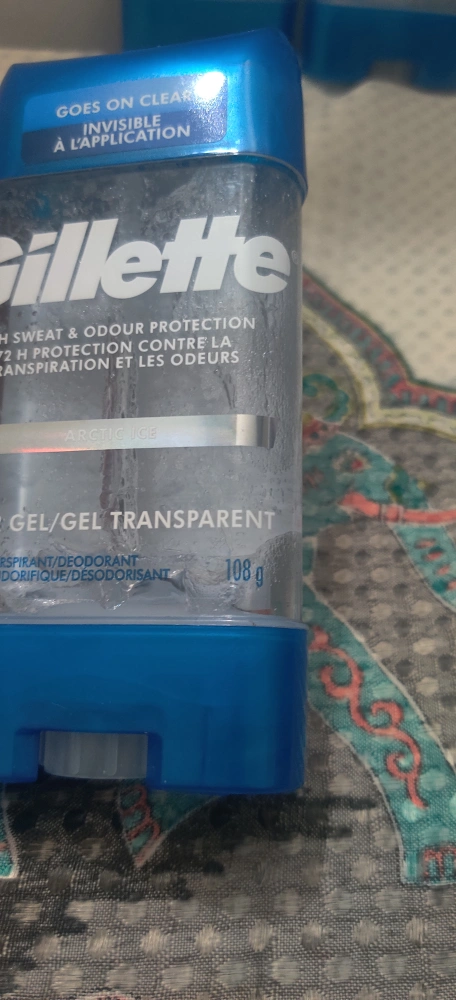 GOES ON CLEAR
INVISIBLE
À L'APPLICATION
Gillette
H SWEAT & ODOUR PROTECTION
72 H PROTECTION CONTRE LA
RANSPIRATION ET LES ODEURS
ARCTIC ICE
GEL/GEL TRANSPARENT
RSPIRANT/DEODORANT
UDORIFIQUE/DÉSODORISANT
108 g